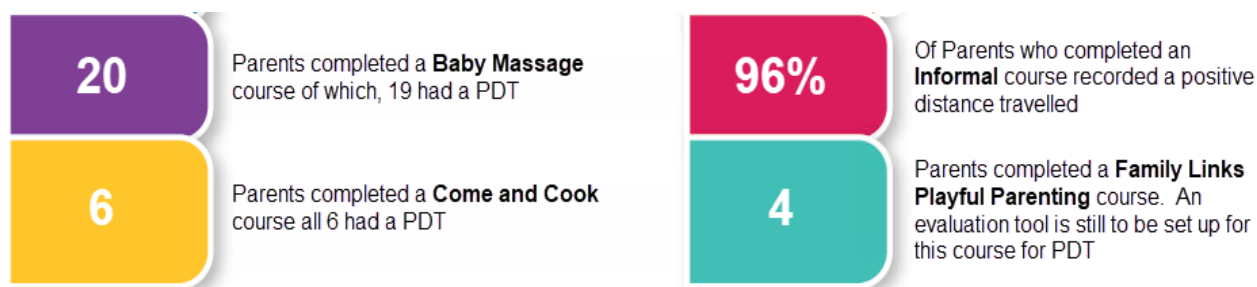 20
Parents completed a Baby Massage
course of which, 19 had a PDT
96%
Of Parents who completed an
Informal course recorded a positive
distance travelled
6
Parents completed a Come and Cook
course all 6 had a PDT
4
Parents completed a Family Links
Playful Parenting course.  An
evaluation tool is still to be set up for
this course for PDT